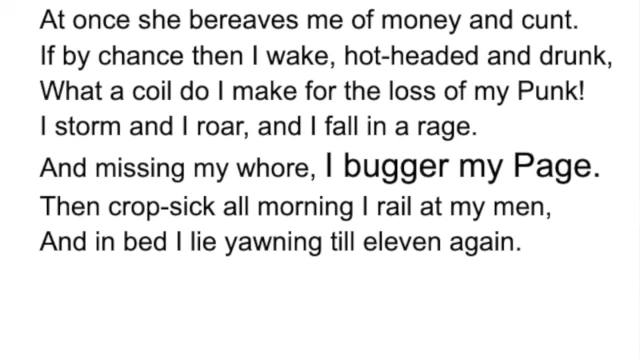 At once she bereaves me of money and cunt.
If by chance then I wake, hot-headed and drunk,
What a coil do I make for the loss of my Punk!
I storm and I roar, and I fall in a rage.
And missing my whore, I bugger my Page.
Then crop-sick all morning I rail at my men,
And in bed I lie yawning till eleven again.